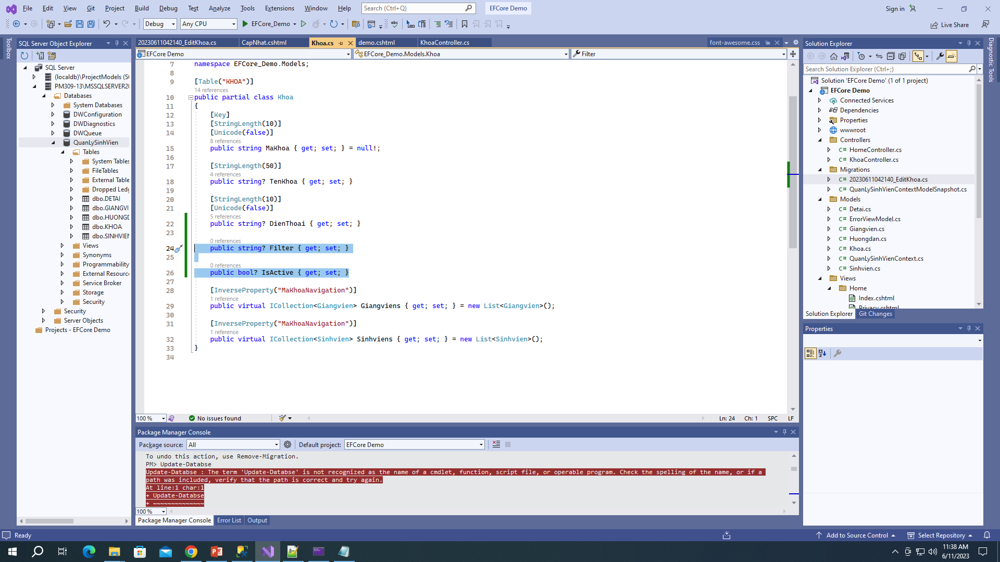 File Edit View Git Project Build Debug Test Analyze Tools Extensions Window Help Search (Ctrl+Q) EFCore Demo Sign in
Debug Any CPU EFCore_Demo Live Share
Toolbox
SQL Server Object Explorer
SQL Server
(localdb)\ProjectModels (S
PM309-13\MSSQLSERVER20
Databases
System Databases
DWConfiguration
DWDiagnostics
DWQueue
QuanLySinhVien
Tables
System Tables
FileTables
External Table
Dropped Ledg
dbo.DETAI
dbo.GIANGVI
dbo.HUONGD
dbo.KHOA
dbo.SINHVIEN
Views
Synonyms
Programmability
External Resourc
Service Broker
Storage
Security
Security
Server Objects
Projects - EFCore Demo
20230611042140_EditKhoa.cs CapNhat.cshtml Khoa.cs demo.cshtml KhoaController.cs font-awesome.css
EFCore Demo EFCore_Demo.Models.Khoa Filter
7 namespace EFCore_Demo.Models;
8
9 [Table("KHOA")]
14 references
10 public partial class Khoa
11 {
12 [Key]
13 [StringLength(10)]
14 [Unicode(false)]
8 references
15 public string MaKhoa { get; set; } = null!;
16
17 [StringLength(50)]
4 references
18 public string? TenKhoa { get; set; }
19
20 [StringLength(10)]
21 [Unicode(false)]
5 references
22 public string? DienThoai { get; set; }
23
0 references
24 public string? Filter { get; set; }
25
0 references
26 public bool? IsActive { get; set; }
27
28 [InverseProperty("MaKhoaNavigation")]
1 reference
29 public virtual ICollection<Giangvien> Giangviens { get; set; } = new List<Giangvien>();
30
31 [InverseProperty("MaKhoaNavigation")]
1 reference
32 public virtual ICollection<Sinhvien> Sinhviens { get; set; } = new List<Sinhvien>();
33 }
34
100 % No issues found Ln: 24 Ch: 1 SPC LF
Package Manager Console
Package source: All Default project: EFCore Demo
To undo this action, use Remove-Migration.
PM> Update-Databse
Update-Databse : The term 'Update-Databse' is not recognized as the name of a cmdlet, function, script file, or operable program. Check the spelling of the name, or if a
path was included, verify that the path is correct and try again.
At line:1 char:1
+ Update-Databse
+ ~~~~~~~~~~~~~~
100 %
Package Manager Console Error List Output
Solution Explorer
Search Solution Explorer (Ctrl+;)
Solution 'EFCore Demo' (1 of 1 project)
EFCore Demo
Connected Services
Dependencies
Properties
wwwroot
Controllers
C# HomeController.cs
C# KhoaController.cs
Migrations
C# 20230611042140_EditKhoa.cs
C# QuanLySinhVienContextModelSnapshot.cs
Models
C# Detai.cs
C# ErrorViewModel.cs
C# Giangvien.cs
C# Huongdan.cs
C# Khoa.cs
C# QuanLySinhVienContext.cs
C# Sinhvien.cs
Views
Home
Index.cshtml
Privacy.cshtml
Solution Explorer Git Changes
Properties
Diagnostic Tools
Ready Add to Source Control Select Repository
11:38 AM
6/11/2023